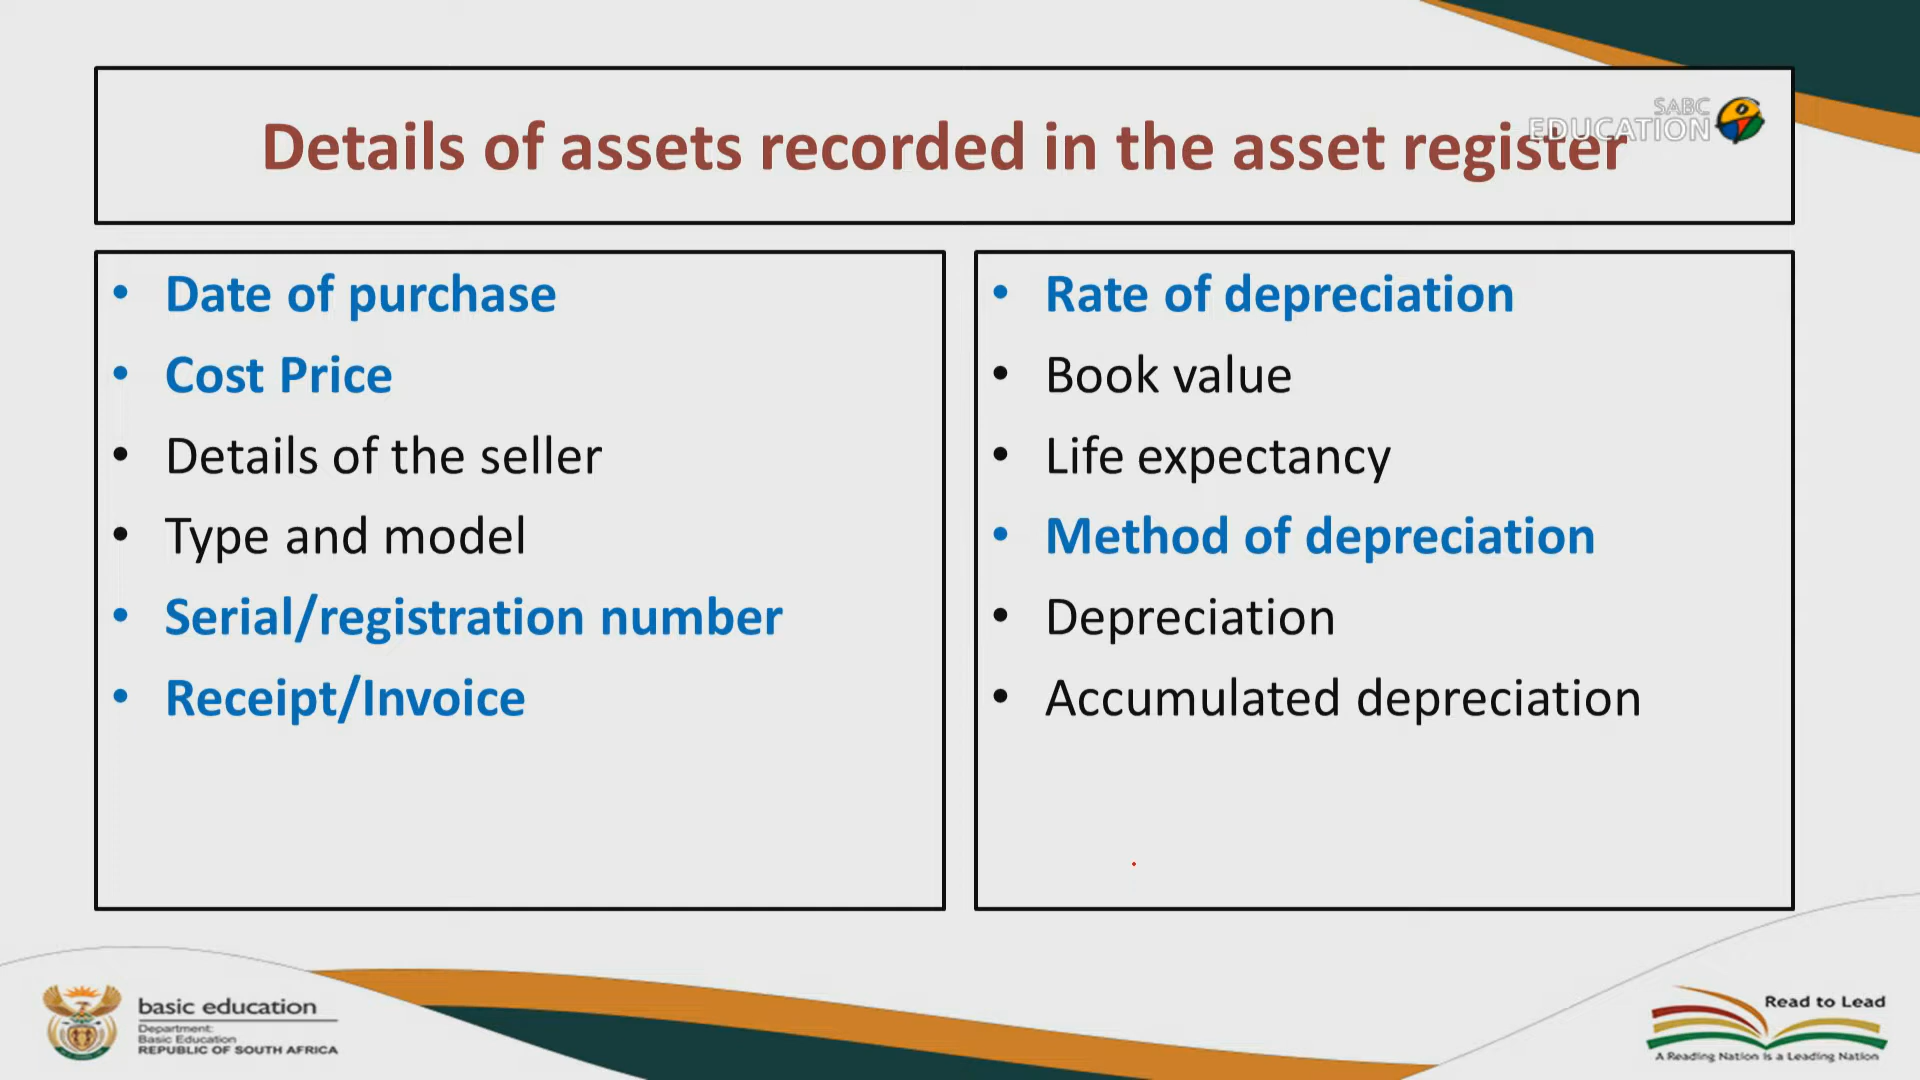 SABC
EDUCATION
Details of assets recorded in the asset register
• Date of purchase
• Cost Price
• Details of the seller
• Type and model
• Serial/registration number
• Receipt/Invoice
• Rate of depreciation
• Book value
• Life expectancy
• Method of depreciation
• Depreciation
• Accumulated depreciation
basic education
Department:
Basic Education
REPUBLIC OF SOUTH AFRICA
Read to Lead
A Reading Nation is a Leading Nation